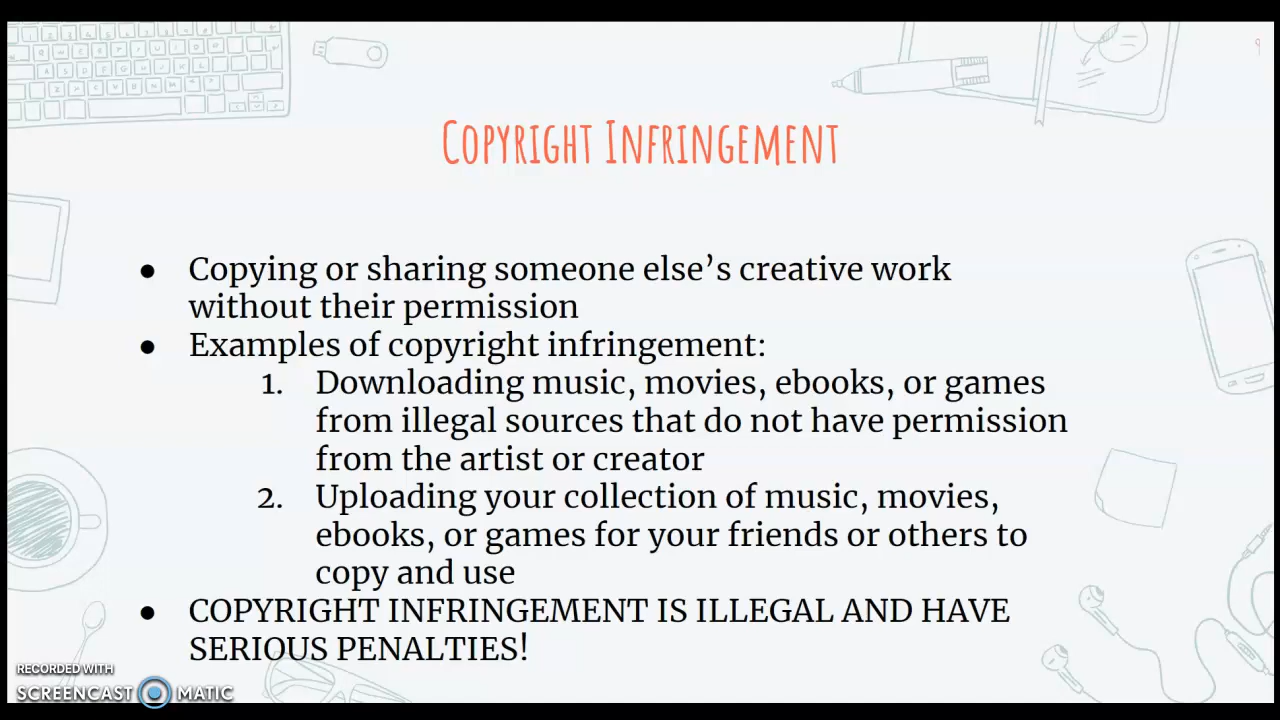 9
Copyright Infringement
● Copying or sharing someone else’s creative work
without their permission
● Examples of copyright infringement:
1. Downloading music, movies, ebooks, or games
from illegal sources that do not have permission
from the artist or creator
2. Uploading your collection of music, movies,
ebooks, or games for your friends or others to
copy and use
● COPYRIGHT INFRINGEMENT IS ILLEGAL AND HAVE
SERIOUS PENALTIES!
RECORDED WITH
SCREENCAST MATIC